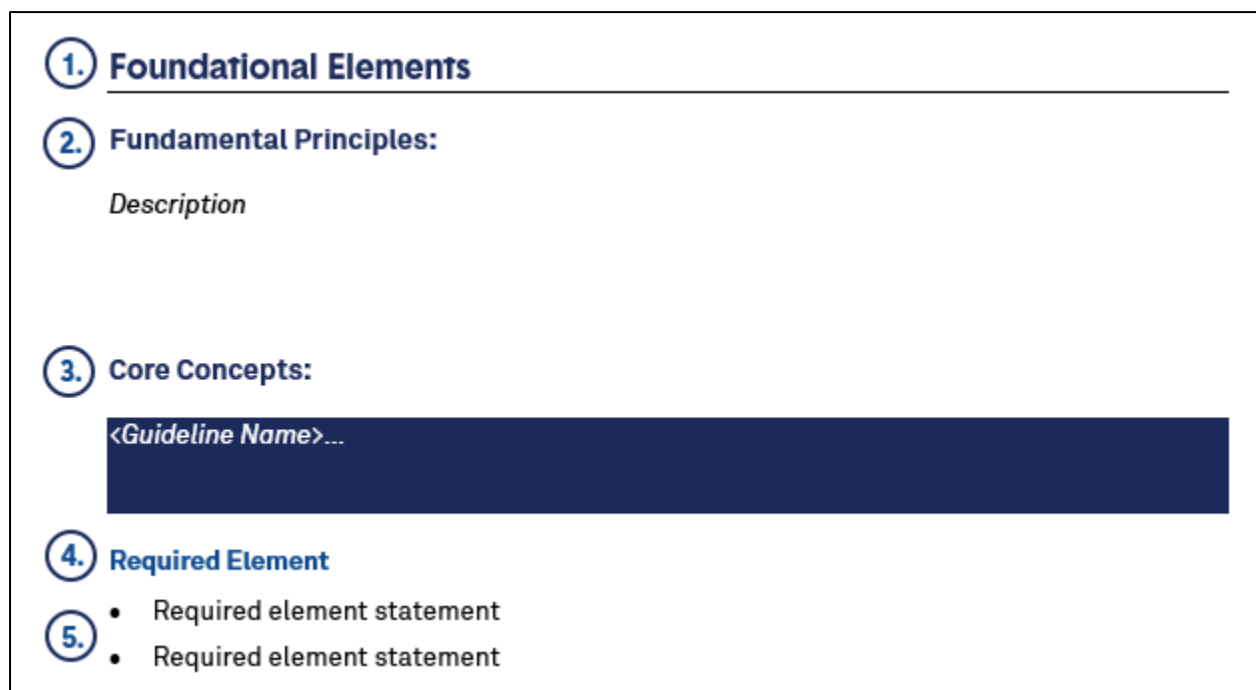 1. Foundational Elements
2. Fundamental Principles:
Description
3. Core Concepts:
<Guideline Name>...
4. Required Element
5.
• Required element statement
• Required element statement